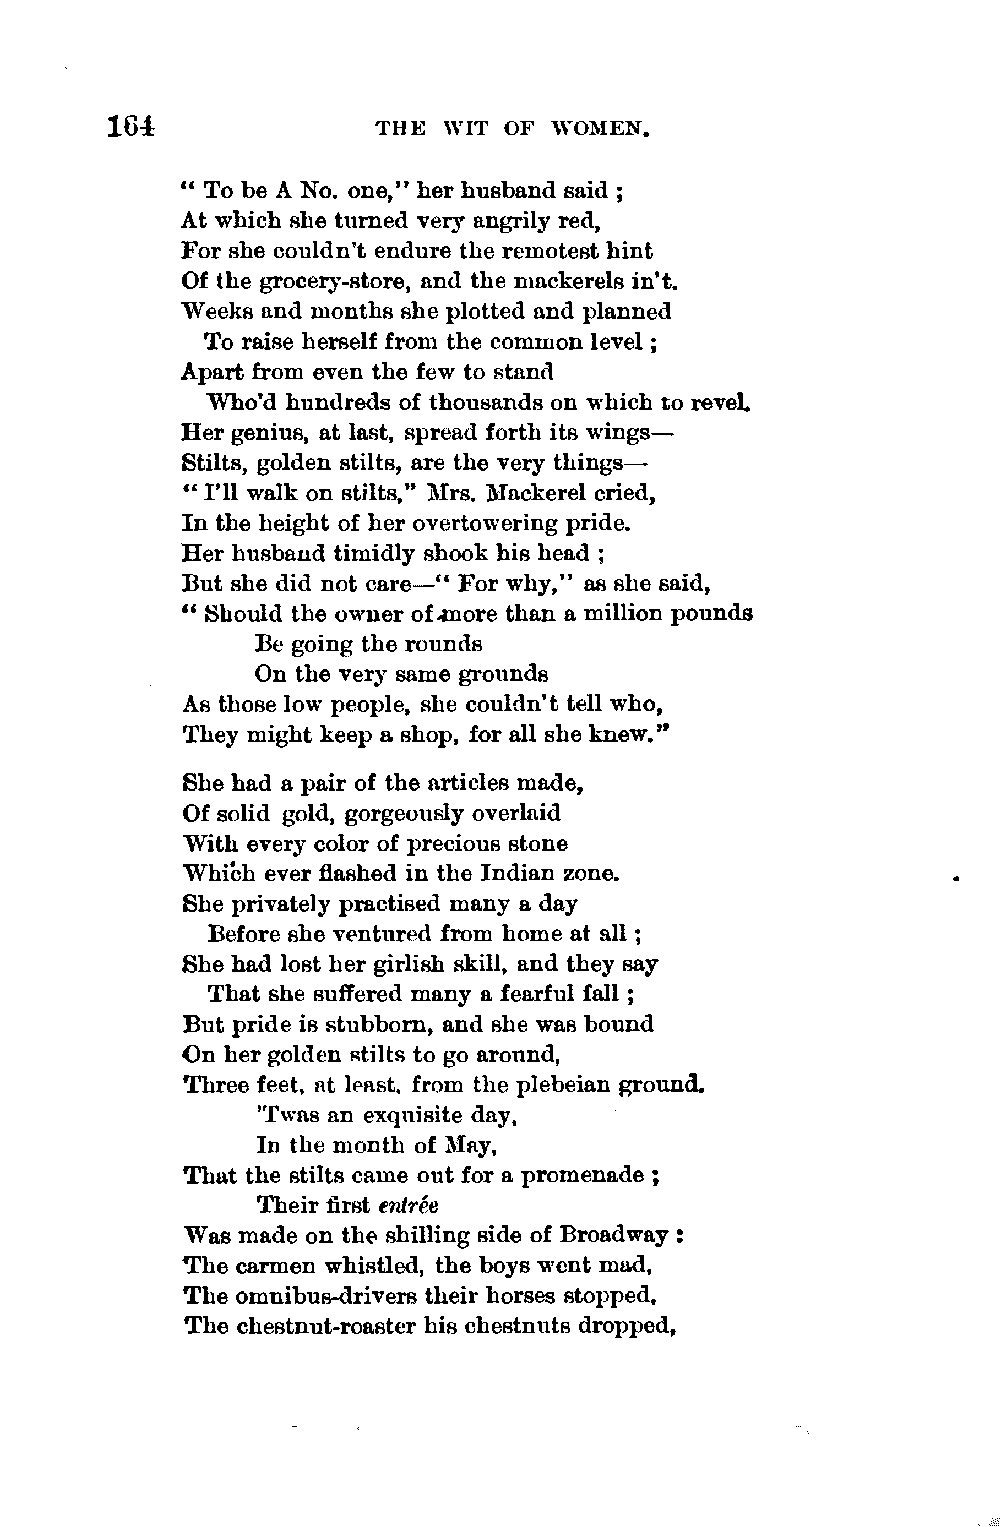 164 THE WIT OF WOMEN.
“ To be A No. one,” her husband said ;
At which she turned very angrily red,
For she couldn't endure the remotest hint
Of the grocery-store, and the mackerels in't.
Weeks and months she plotted and planned
To raise herself from the common level ;
Apart from even the few to stand
Who'd hundreds of thousands on which to revel.
Her genius, at last, spread forth its wings—
Stilts, golden stilts, are the very things—
“ I'll walk on stilts,” Mrs. Mackerel cried,
In the height of her overtowering pride.
Her husband timidly shook his head ;
But she did not care—“ For why,” as she said,
“ Should the owner of more than a million pounds
Be going the rounds
On the very same grounds
As those low people, she couldn't tell who,
They might keep a shop, for all she knew.”
She had a pair of the articles made,
Of solid gold, gorgeously overlaid
With every color of precious stone
Which ever flashed in the Indian zone.
She privately practised many a day
Before she ventured from home at all ;
She had lost her girlish skill, and they say
That she suffered many a fearful fall ;
But pride is stubborn, and she was bound
On her golden stilts to go around,
Three feet, at least, from the plebeian ground.
'Twas an exquisite day,
In the month of May,
That the stilts came out for a promenade ;
Their first entrée
Was made on the shilling side of Broadway :
The carmen whistled, the boys went mad,
The omnibus-drivers their horses stopped,
The chestnut-roaster his chestnuts dropped,